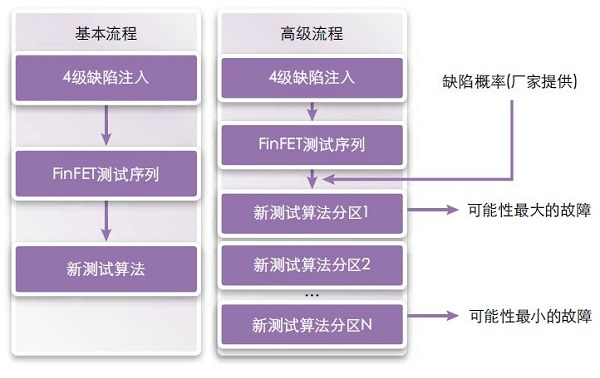 基本流程
4级缺陷注入
FinFET测试序列
新测试算法
高级流程
4级缺陷注入
FinFET测试序列
新测试算法分区1
新测试算法分区2
...
新测试算法分区N
缺陷概率(厂家提供)
可能性最大的故障
可能性最小的故障